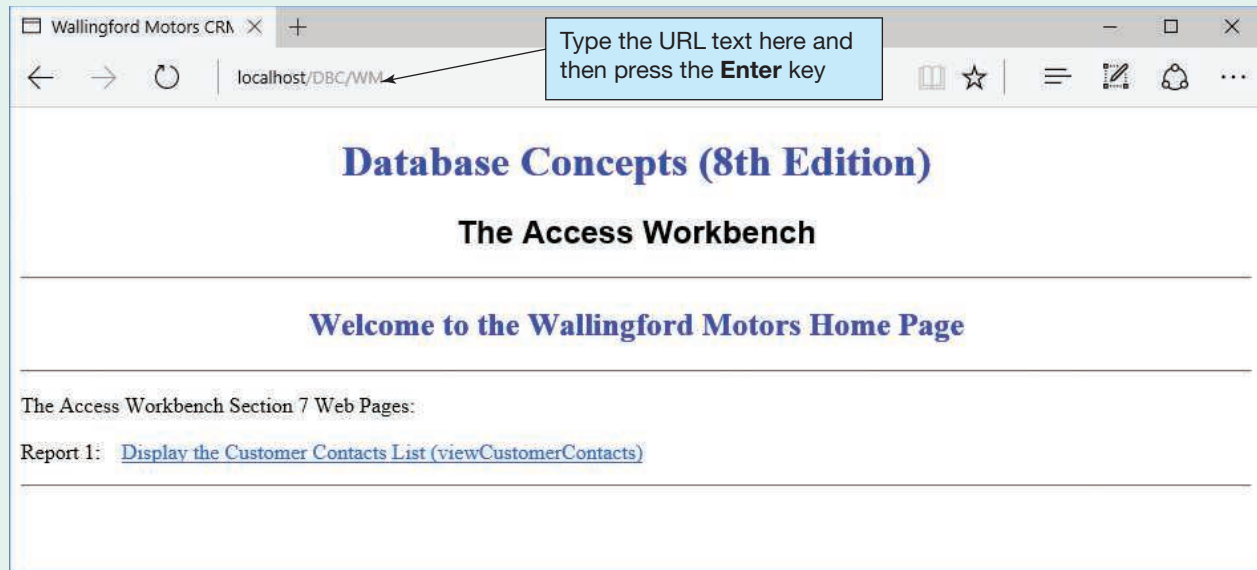 Wallingford Motors CRM
Type the URL text here and
then press the Enter key
localhost/DBC/WM
Database Concepts (8th Edition)
The Access Workbench
Welcome to the Wallingford Motors Home Page
The Access Workbench Section 7 Web Pages:
Report 1: Display the Customer Contacts List (viewCustomerContacts)